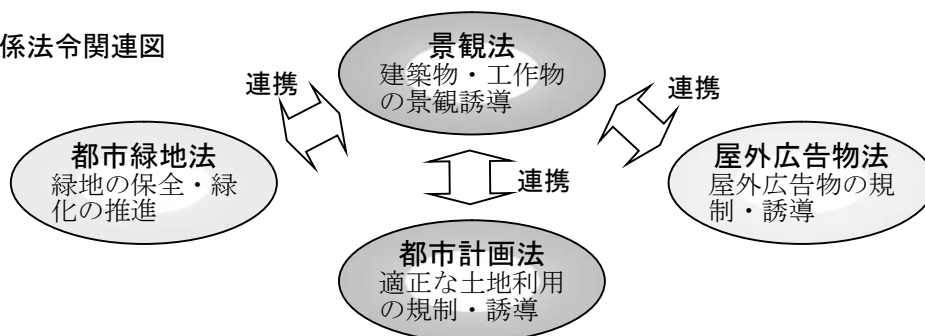 係法令関連図
景観法
建築物・工作物
の景観誘導
連携
連携
都市緑地法
緑地の保全・緑
化の推進
連携
屋外広告物法
屋外広告物の規
制・誘導
都市計画法
適正な土地利用
の規制・誘導